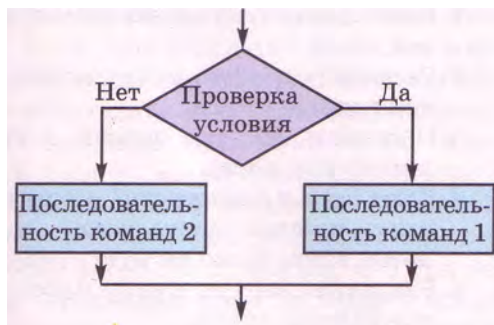 Проверка
условия
Нет
Да
Последователь-
ность команд 2
Последователь-
ность команд 1